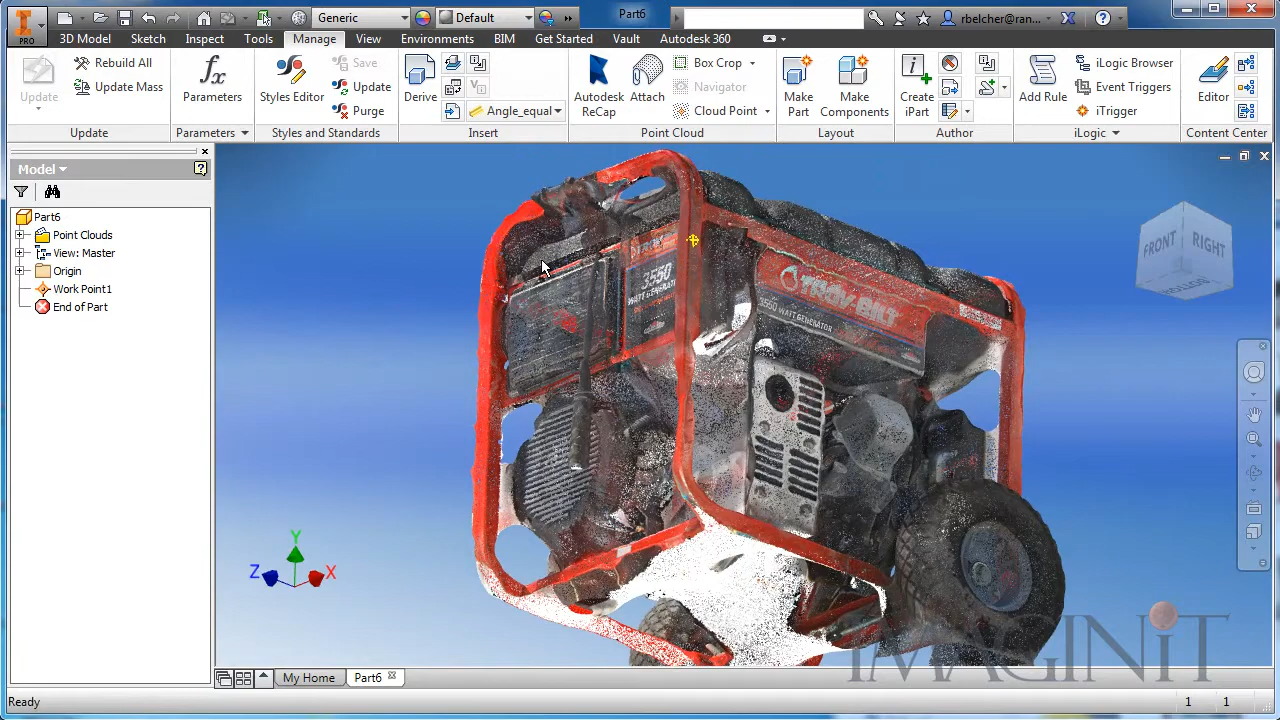 PRO
Generic
Default
Part6
rbelcher@ran...
3D Model
Sketch
Inspect
Tools
Manage
View
Environments
BIM
Get Started
Vault
Autodesk 360
Update
Rebuild All
Update Mass
Update
Parameters
Parameters
Styles Editor
Save
Update
Purge
Styles and Standards
Derive
Angle_equal
Insert
Autodesk ReCap
Attach
Box Crop
Navigator
Cloud Point
Point Cloud
Make Part
Make Components
Layout
Create iPart
Author
Add Rule
iLogic Browser
Event Triggers
iTrigger
iLogic
Editor
Content Center
Model
Part6
Point Clouds
View: Master
Origin
Work Point1
End of Part
3550
WATT GENERATOR
TROY BILT
3550 WATT GENERATOR
FRONT
RIGHT
BOTTOM
Y
Z
X
IMAGINiT
My Home
Part6
Ready
1
1